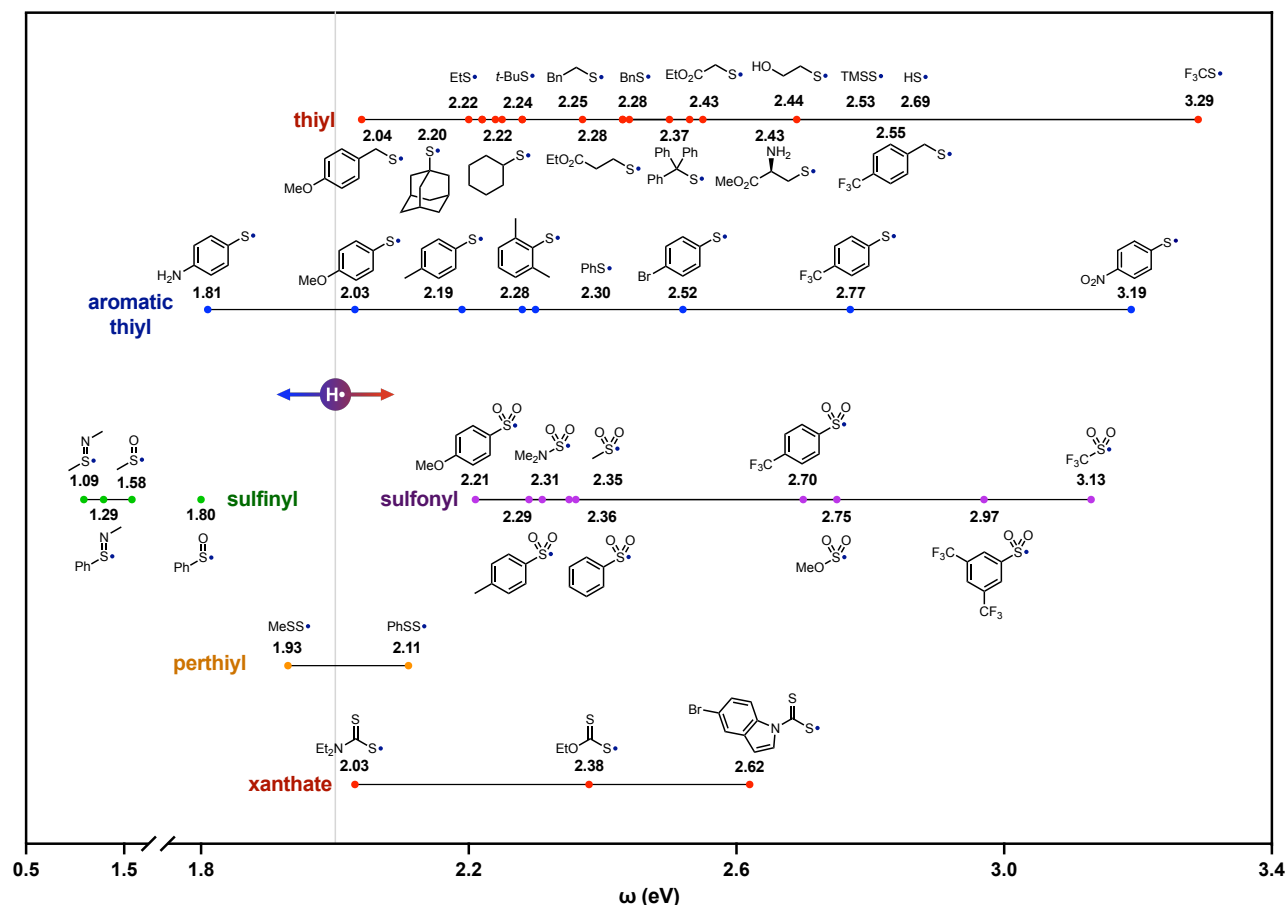 EtS• t-BuS• Bn S• BnS• EtO₂C S• HO S• TMSS• HS• F₃CS•
2.22 2.24 2.25 2.28 2.43 2.44 2.53 2.69 3.29
thiyl
2.04 2.20 2.22 2.28 2.37 2.43 2.55
MeO S• S• S• EtO₂C S• Ph Ph Ph S• NH₂ MeO₂C S• F₃C S•
H₂N S• MeO S• S• S• PhS• Br S• F₃C S• O₂N S•
1.81 2.03 2.19 2.28 2.30 2.52 2.77 3.19
aromatic
thiyl
H•
N S• O S• MeO O O S• Me₂N O O S• O O S• F₃C O O S• F₃C O O S•
1.09 1.58 2.21 2.31 2.35 2.70 3.13
sulfinyl sulfonyl
1.29 1.80 2.29 2.36 2.75 2.97
Ph N S• Ph O S• O O S• O O S• MeO O O S• F₃C CF₃ O O S•
MeSS• PhSS•
1.93 2.11
perthiyl
Et₂N S S• EtO S S• Br N S S•
2.03 2.38 2.62
xanthate
0.5 1.5 1.8 2.2 2.6 3.0 3.4
ω (eV)